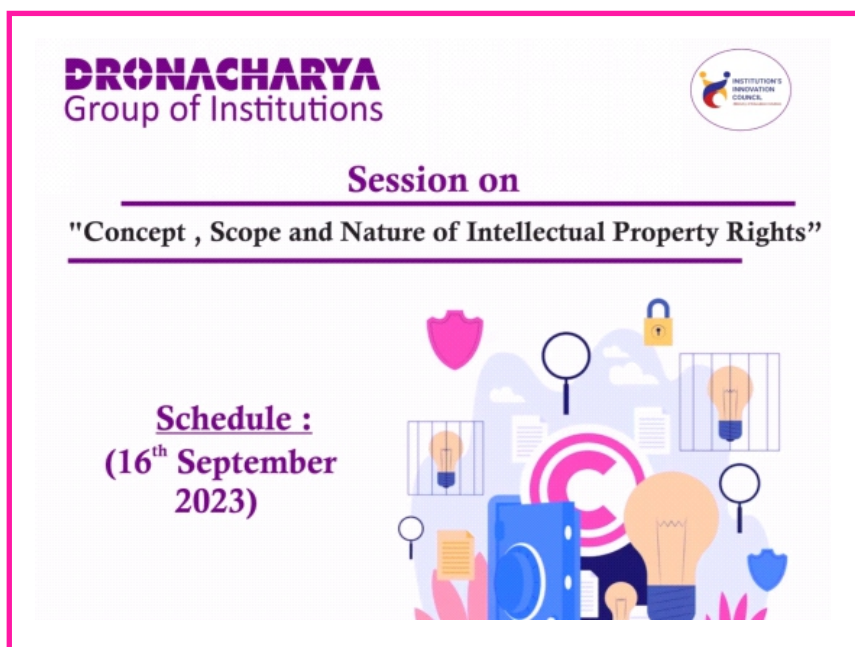 DRONACHARYA
Group of Institutions
INSTITUTION'S
INNOVATION
COUNCIL
Session on
"Concept , Scope and Nature of Intellectual Property Rights”
Schedule :
(16th September
2023)
C